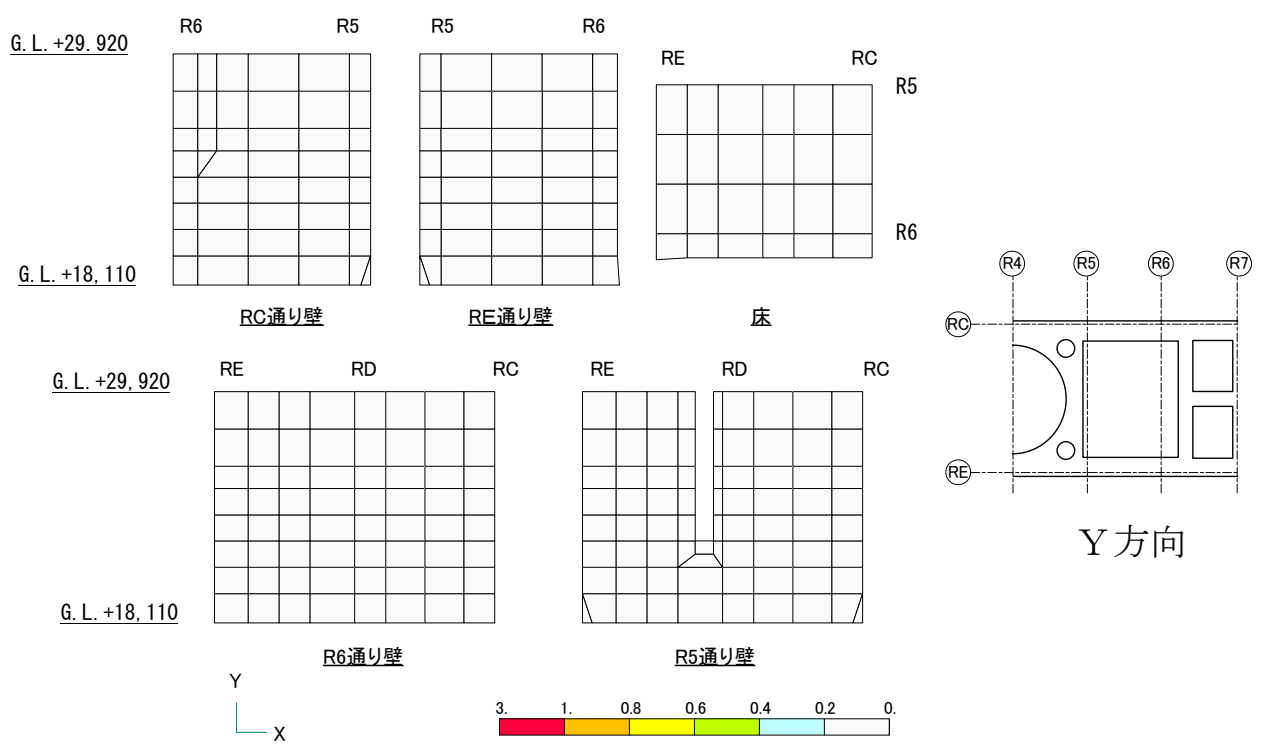 R6 R5 R5 R6
G.L.+29.920
RE RC
R5
R6
G.L.+18,110
RC通り壁 RE通り壁 床
R4 R5 R6 R7
RC
RE
Y方向
RE RD RC RE RD RC
G.L.+29,920
G.L.+18,110
R6通り壁 R5通り壁
Y
X
3. 1. 0.8 0.6 0.4 0.2 0.